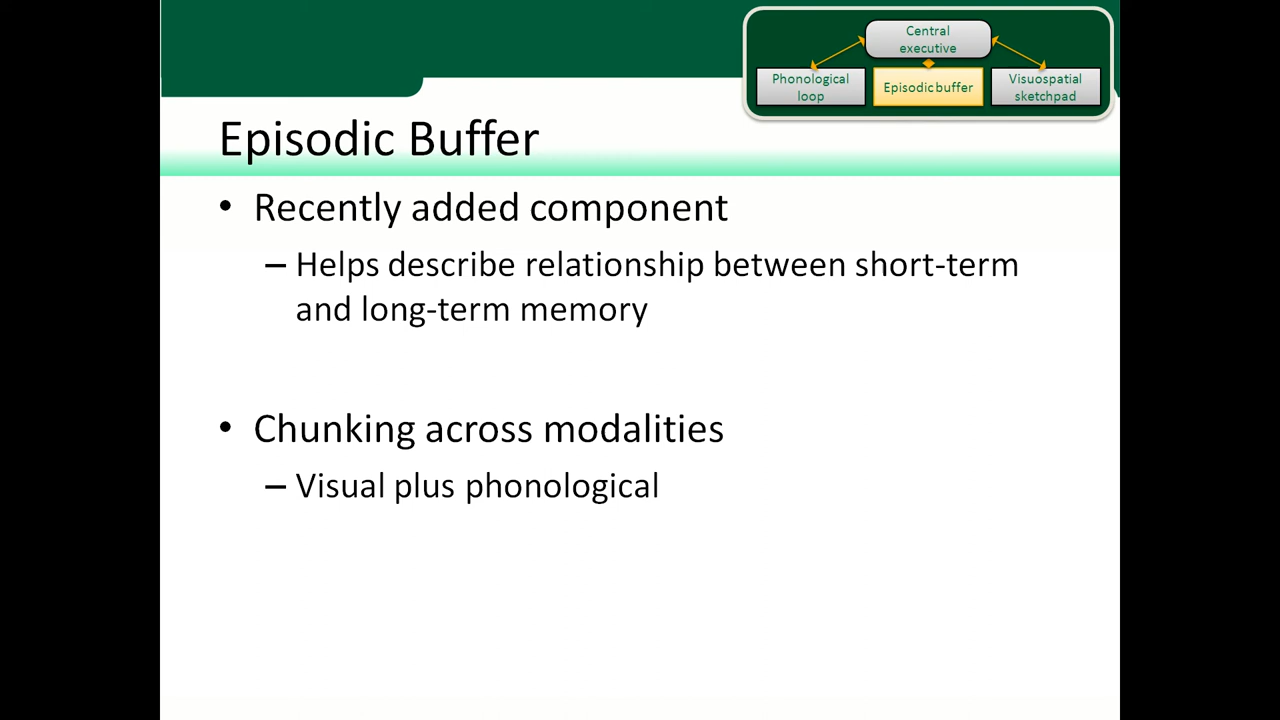 Central
executive
Phonological
loop
Episodic buffer
Visuospatial
sketchpad
Episodic Buffer
• Recently added component
– Helps describe relationship between short-term
and long-term memory
• Chunking across modalities
– Visual plus phonological